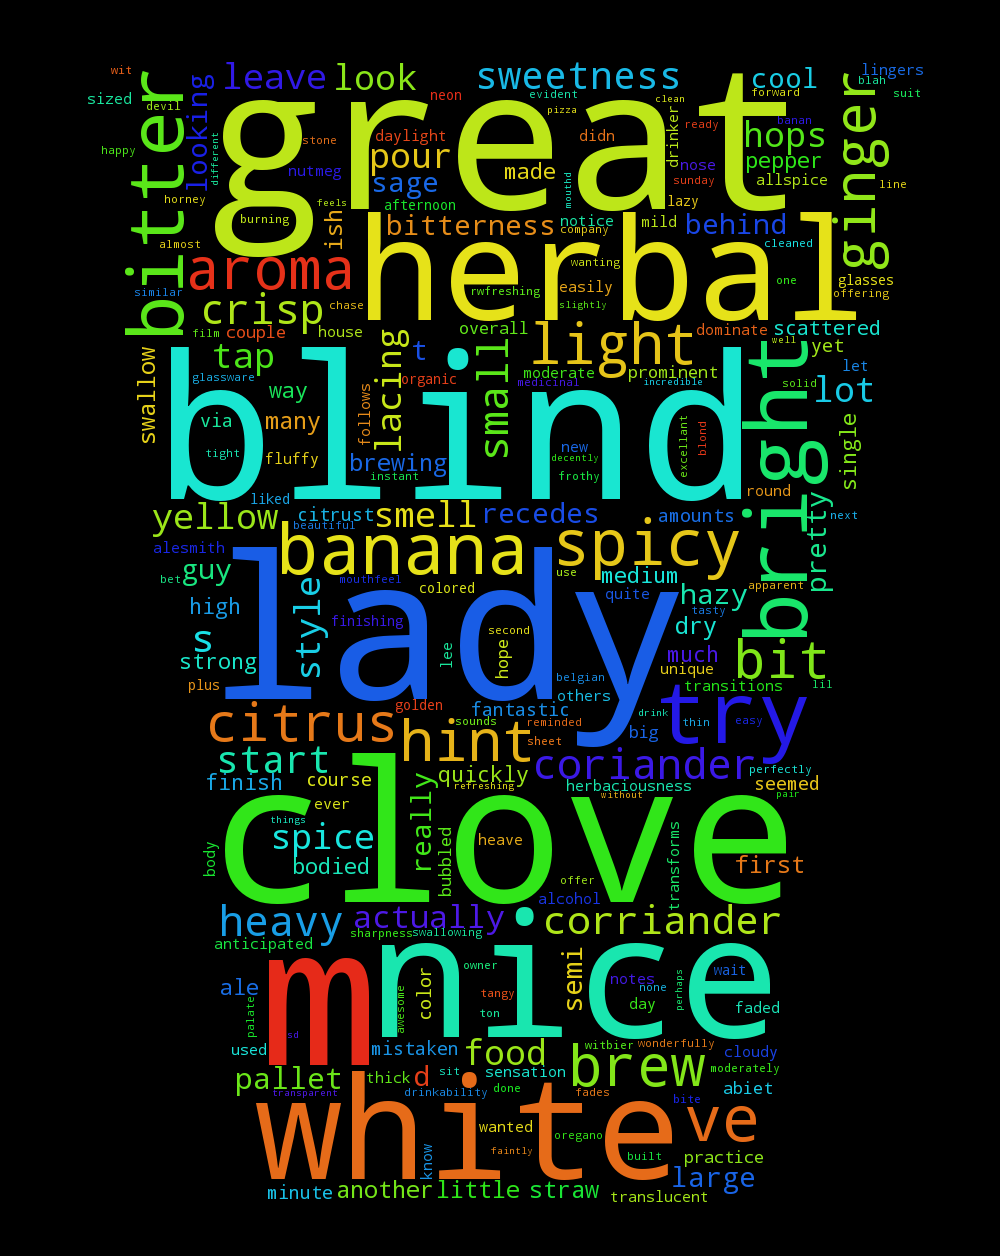 wit
leave
look
sweetness
cool
lingers
sized
devil
looking
great
neon
evident
pizza
clean
forward
blah
suit
bitter
different
stone
daylight
didn
drinker
ready
banan
hops
ginger
happy
nutmeg
pour
sage
made
mouthd
nose
sunday
pepper
allspice
line
horney
burning
feels
afternoon
lazy
ish
bitterness
notice
company
mild
behind
almost
herbal
cleaned
aroma
wanting
one
glasses
similar
crisp
chase
rwfreshing
easily
slightly
offering
film
couple
house
lacing
t
overall
light
dominate
scattered
swallow
tap
small
moderate
prominent
well
yet
glassware
way
follows
organic
medicinal
incredible
bright
solid
let
lot
blind
via
many
tight
fluffy
brewing
instant
new
decently
frothy
excellant
blond
single
liked
round
yellow
beautiful
citrust
smell
recedes
amounts
pretty
next
alesmith
banana
spicy
bet
guy
mouthfeel
colored
use
medium
hazy
apparent
high
style
lady
finishing
quite
tasty
s
second
dry
strong
hope
lee
belgian
much
unique
bit
plus
others
transitions
lil
golden
fantastic
drink
try
citrus
hint
sounds
reminded
sheet
big
thin
easy
start
coriander
perfectly
finish
course
really
quickly
refreshing
herbaciousness
without
seemed
pair
ever
clove
things
spice
body
bodied
bubbled
heave
transforms
first
offer
alcohol
heavy
actually
corriander
anticipated
sharpness
swallowing
m
nice
owner
semi
ale
color
tangy
notes
none
day
perhaps
wait
palate
sd
awesome
ton
faded
used
mistaken
food
witbier
wonderfully
cloudy
brew
pallet
thick
d
sit
sensation
moderately
transparent
drinkability
done
fades
bite
abiet
white
wanted
oregano
ve
know
faintly
built
practice
minute
another
little
straw
large
translucent